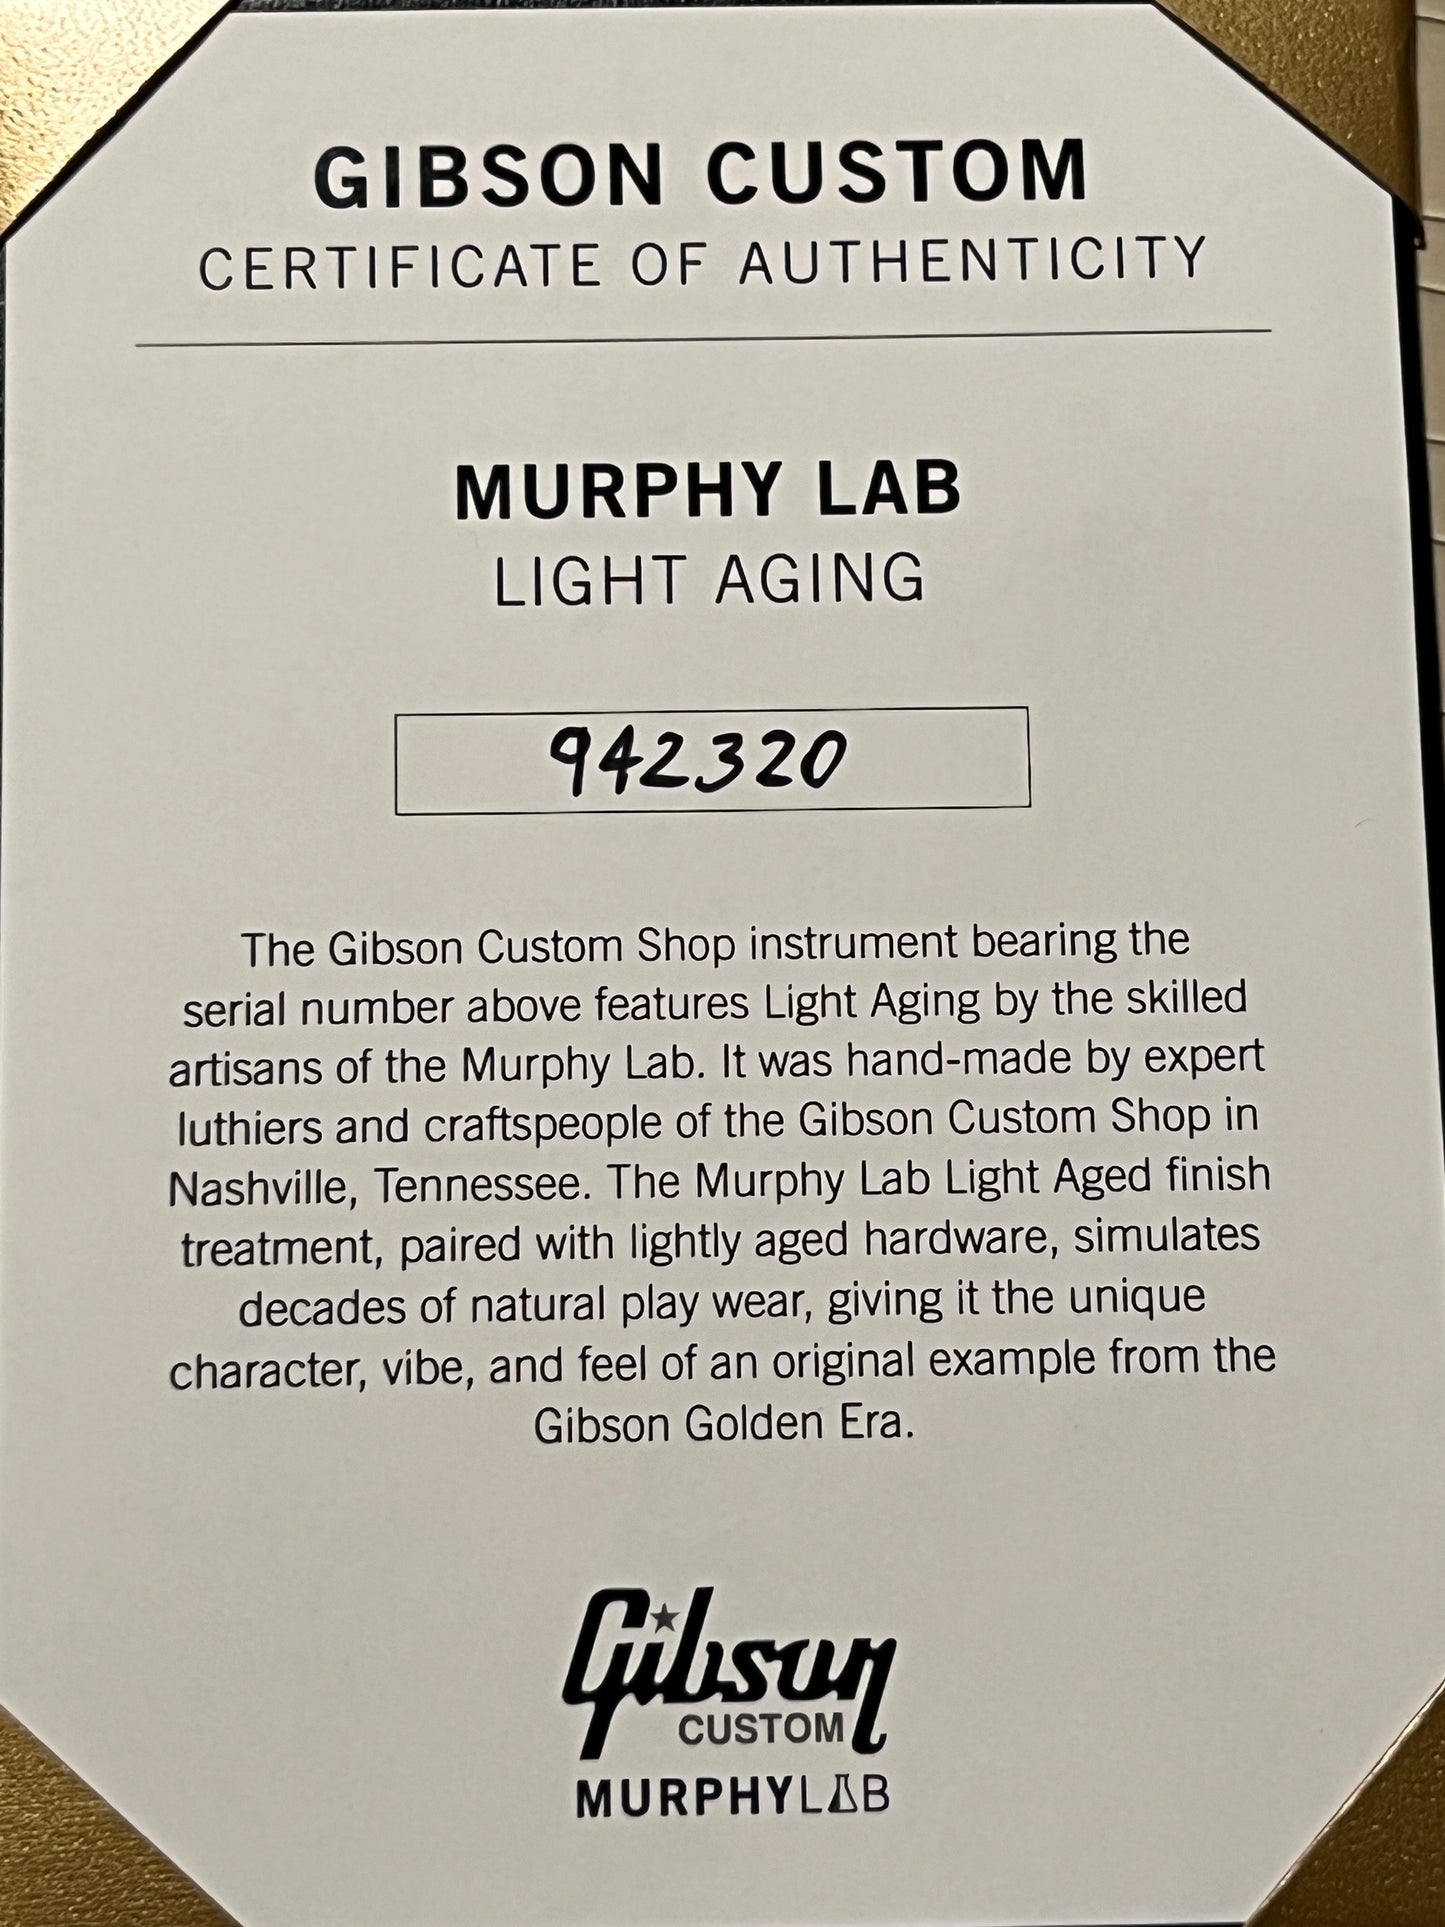 GIBSON CUSTOM
CERTIFICATE OF AUTHENTICITY
MURPHY LAB
LIGHT AGING
942320
The Gibson Custom Shop instrument bearing the
serial number above features Light Aging by the skilled
artisans of the Murphy Lab. It was hand-made by expert
luthiers and craftspeople of the Gibson Custom Shop in
Nashville, Tennessee. The Murphy Lab Light Aged finish
treatment, paired with lightly aged hardware, simulates
decades of natural play wear, giving it the unique
character, vibe, and feel of an original example from the
Gibson Golden Era.
Gibson
CUSTOM
MURPHYLAB